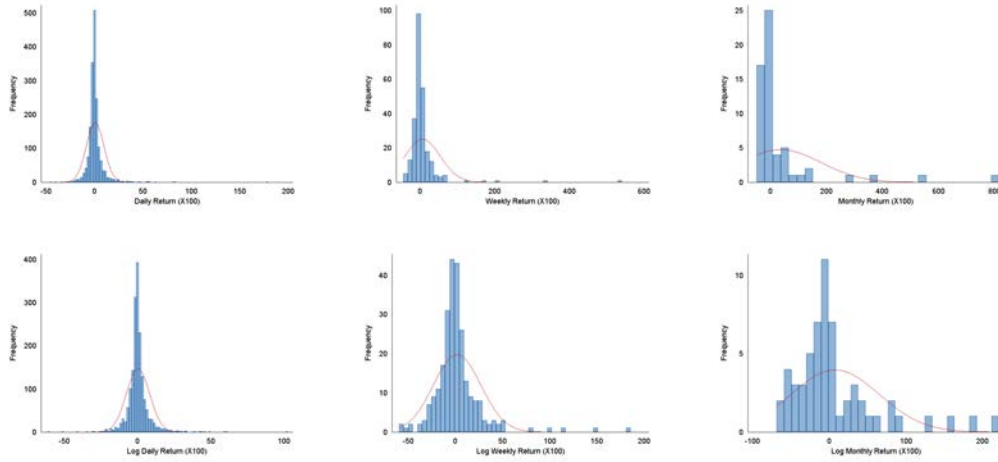 500
400
300
200
100
0
Frequency
-50 0 50 100 150 200
Daily Return (X100)
100
80
60
40
20
0
Frequency
0 200 400 600
Weekly Return (X100)
25
20
15
10
5
0
Frequency
0 200 400 600 800
Monthly Return (X100)
400
300
200
100
0
Frequency
-50 0 50 100
Log Daily Return (X100)
40
30
20
10
0
Frequency
-50 0 50 100 150 200
Log Weekly Return (X100)
10
5
0
Frequency
-100 0 100 200
Log Monthly Return (X100)